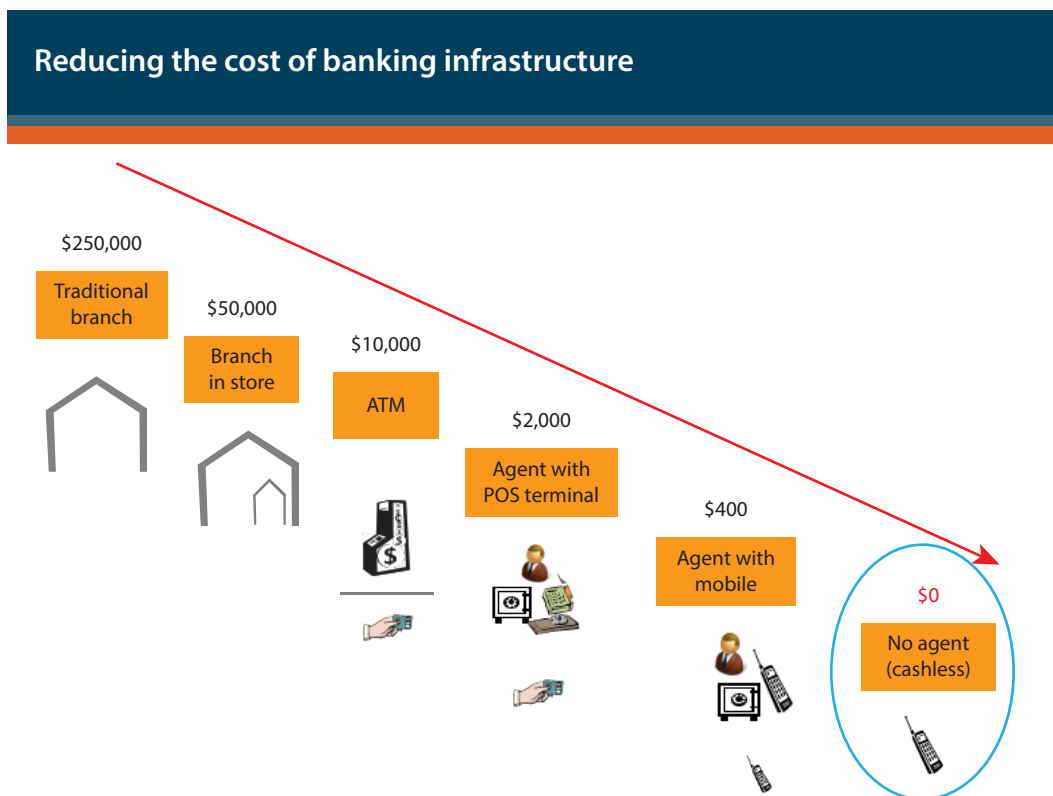 Reducing the cost of banking infrastructure
$250,000
Traditional
branch
$50,000
Branch
in store
$10,000
ATM
$
$2,000
Agent with
POS terminal
$400
Agent with
mobile
$0
No agent
(cashless)